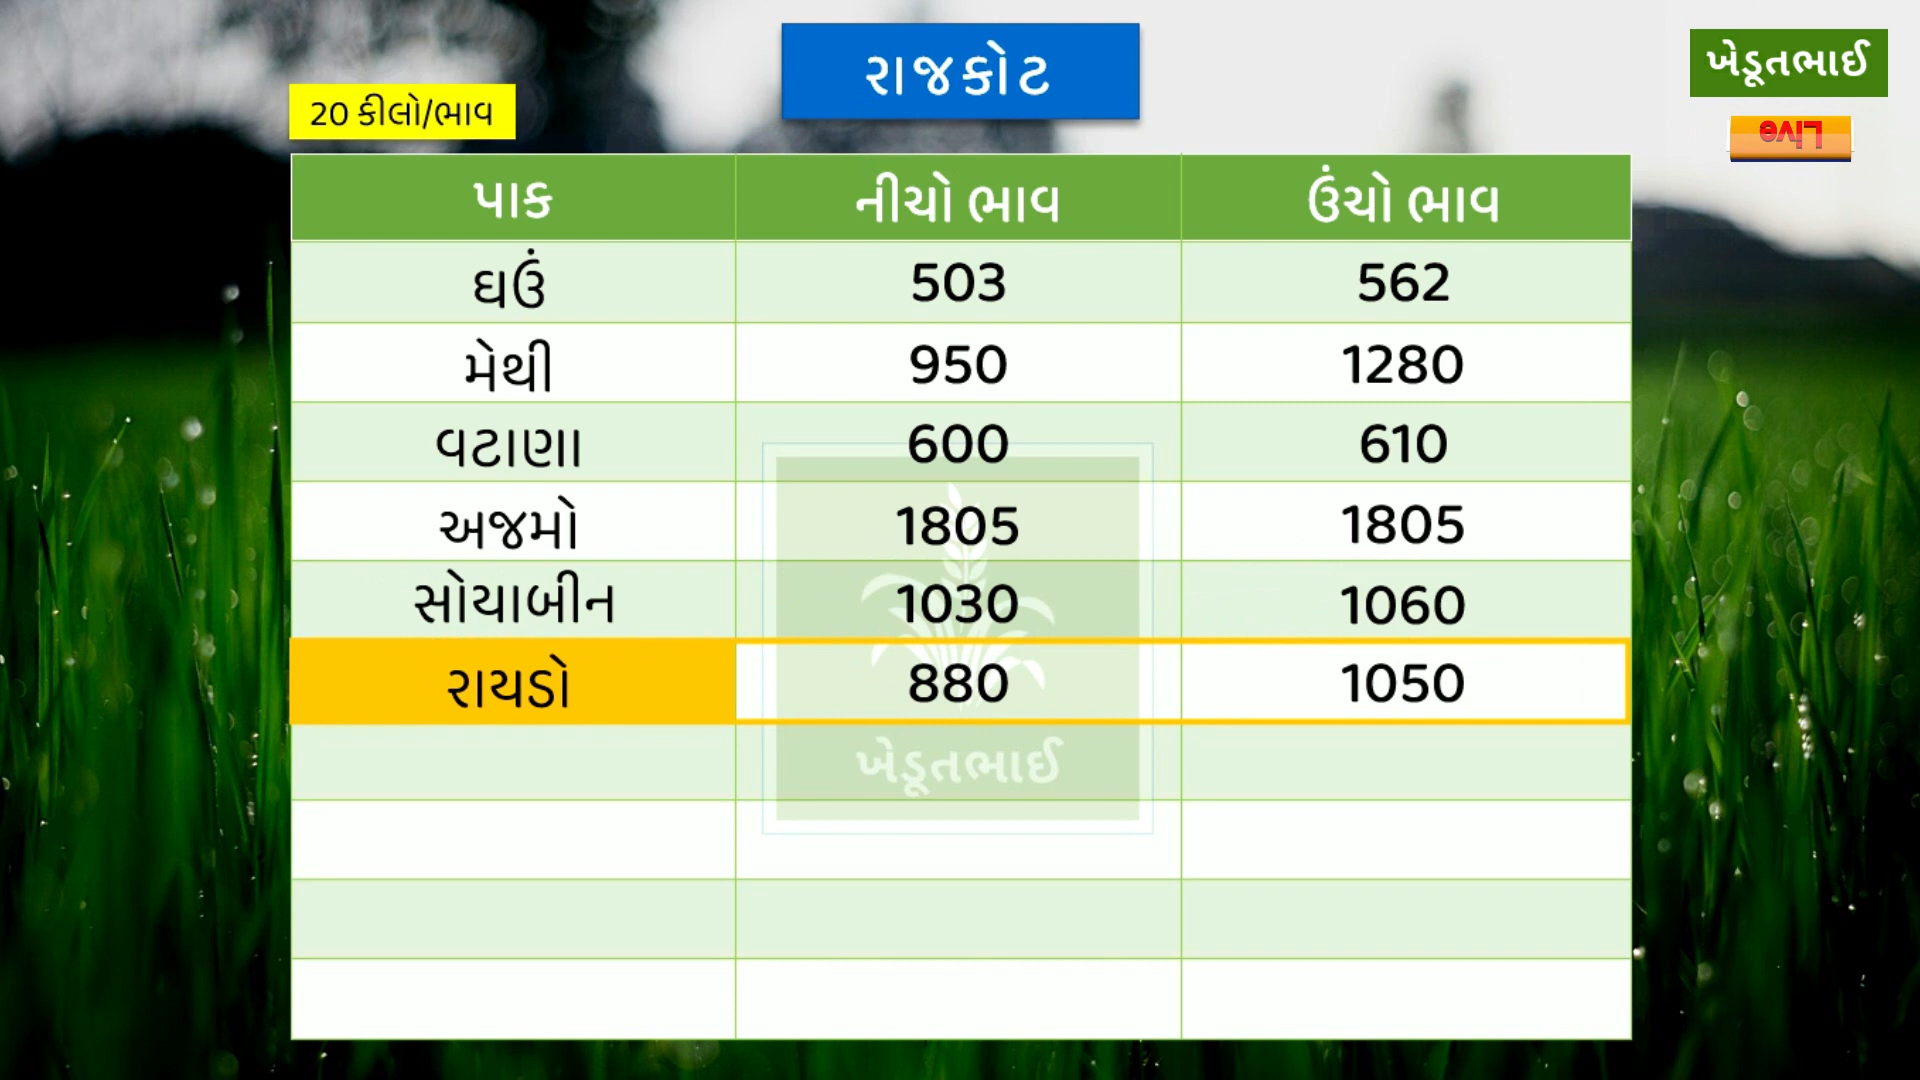 રાજકોટ
ખેડૂતભાઈ
20 કીલો/ભાવ
Live
પાક નીચો ભાવ ઉંચો ભાવ
ઘઉં 503 562
મેથી 950 1280
વટાણા 600 610
અજમો 1805 1805
સોયાબીન 1030 1060
રાયડો 880 1050
ખેડૂતભાઈ